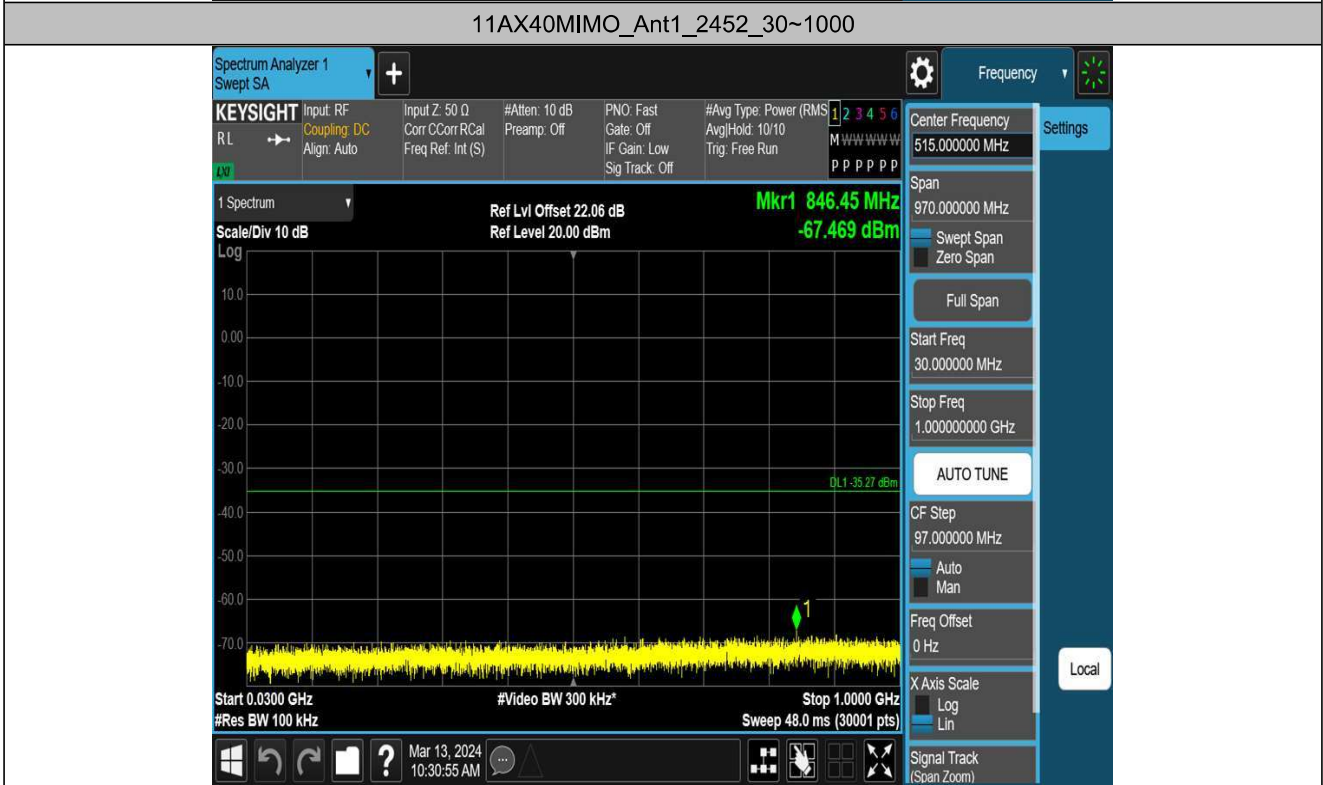 11AX40MIMO_Ant1_2452_30~1000
Spectrum Analyzer 1
Swept SA
+
Frequency
KEYSIGHT
RL
LXI
Input: RF
Coupling: DC
Align: Auto
Input Z: 50 Ω
Corr CCorr RCal
Freq Ref: Int (S)
#Atten: 10 dB
Preamp: Off
PNO: Fast
Gate: Off
IF Gain: Low
Sig Track: Off
#Avg Type: Power (RMS
Avg|Hold: 10/10
Trig: Free Run
1 2 3 4 5 6
M W W W W W
P P P P P P
1 Spectrum
Scale/Div 10 dB
Log
Ref Lvl Offset 22.06 dB
Ref Level 20.00 dBm
Mkr1 846.45 MHz
-67.469 dBm
10.0
0.00
-10.0
-20.0
-30.0
DL1 -35.27 dBm
-40.0
-50.0
-60.0
1
-70.0
Start 0.0300 GHz
#Video BW 300 kHz*
Stop 1.0000 GHz
#Res BW 100 kHz
Sweep 48.0 ms (30001 pts)
Center Frequency
515.000000 MHz
Settings
Span
970.000000 MHz
Swept Span
Zero Span
Full Span
Start Freq
30.000000 MHz
Stop Freq
1.000000000 GHz
AUTO TUNE
CF Step
97.000000 MHz
Auto
Man
Freq Offset
0 Hz
X Axis Scale
Log
Lin
Local
Signal Track
(Span Zoom)
?
Mar 13, 2024
10:30:55 AM